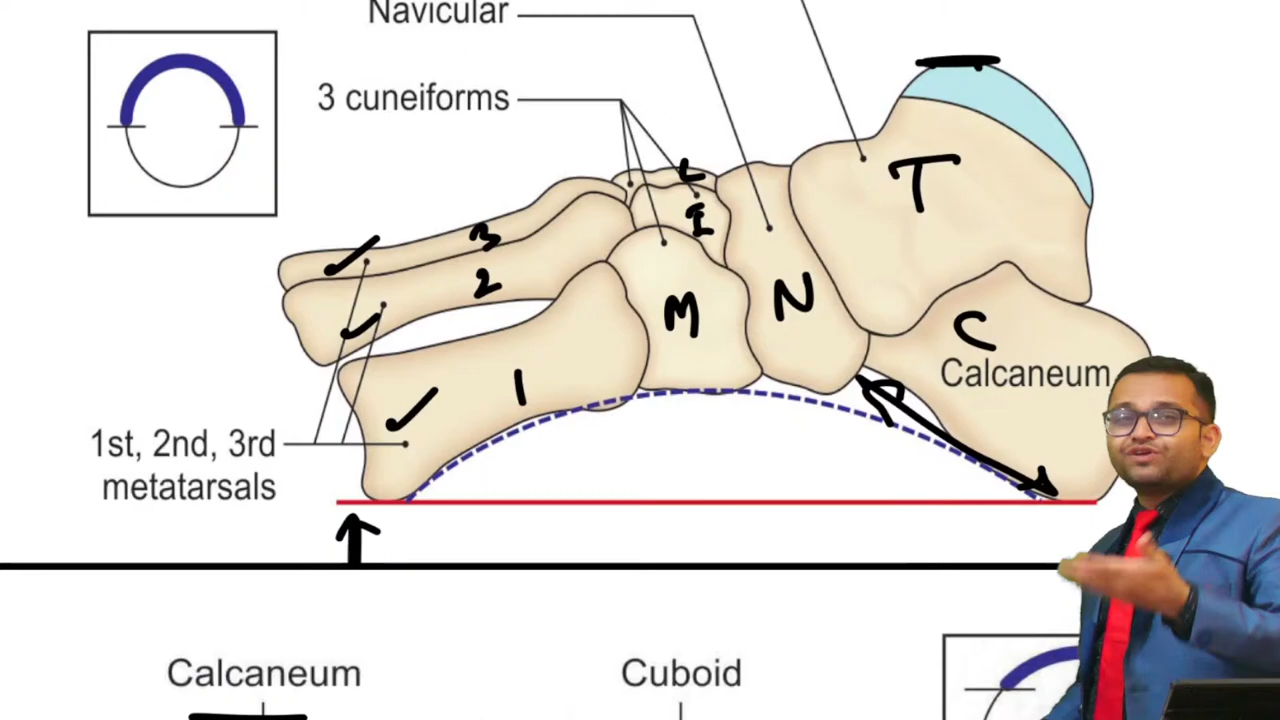 Navicular
3 cuneiforms
L
T
I
3
2
M
N
C
Calcaneum
1
1st, 2nd, 3rd
metatarsals
Calcaneum
Cuboid